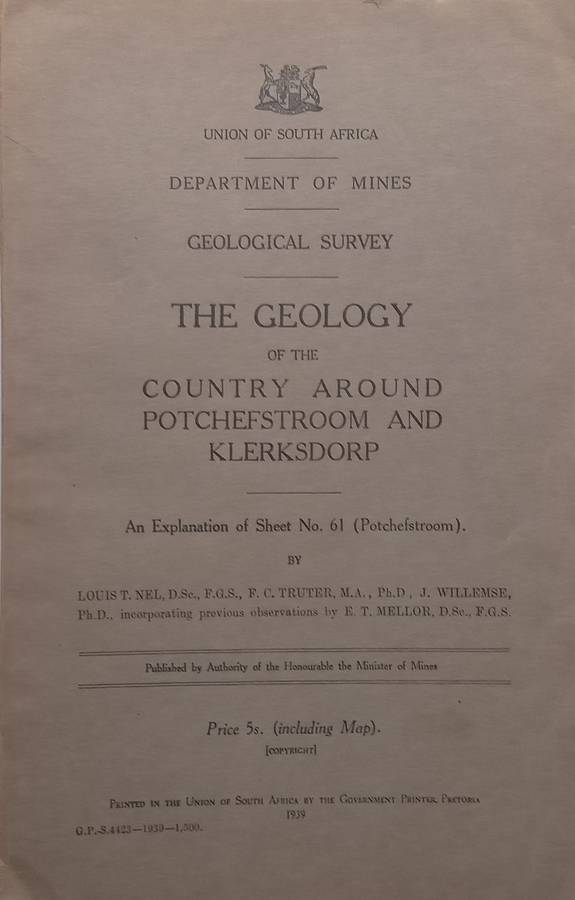 UNION OF SOUTH AFRICA
DEPARTMENT OF MINES
GEOLOGICAL SURVEY
THE GEOLOGY
OF THE
COUNTRY AROUND
POTCHEFSTROOM AND
KLERKSDORP
An Explanation of Sheet No. 61 (Potchefstroom).
BY
LOUIS T. NEL, D.Sc., F.G.S., F. C. TRUTER, M.A., Ph.D, J. WILLEMSE,
Ph.D., incorporating previous observations by E. T. MELLOR, D.Sc., F.G.S.
Published by Authority of the Honourable the Minister of Mines
Price 5s. (including Map).
[COPYRIGHT]
PRINTED IN THE UNION OF SOUTH AFRICA BY THE GOVERNMENT PRINTER, PRETORIA
1939
G.P.-S.4423—1939—1,500.